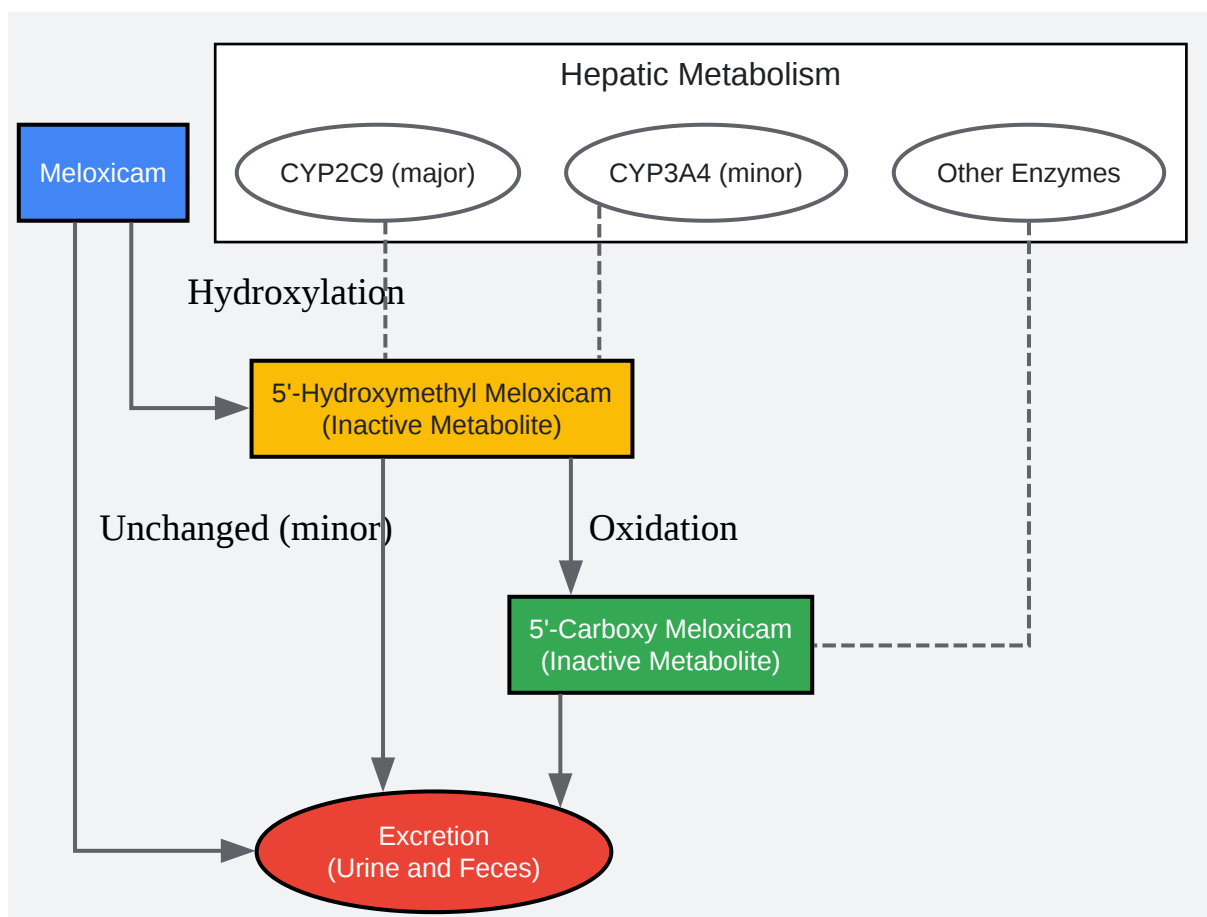 Hepatic Metabolism
Meloxicam
CYP2C9 (major)
CYP3A4 (minor)
Other Enzymes
Hydroxylation
5'-Hydroxymethyl Meloxicam
(Inactive Metabolite)
Unchanged (minor)
Oxidation
5'-Carboxy Meloxicam
(Inactive Metabolite)
Excretion
(Urine and Feces)